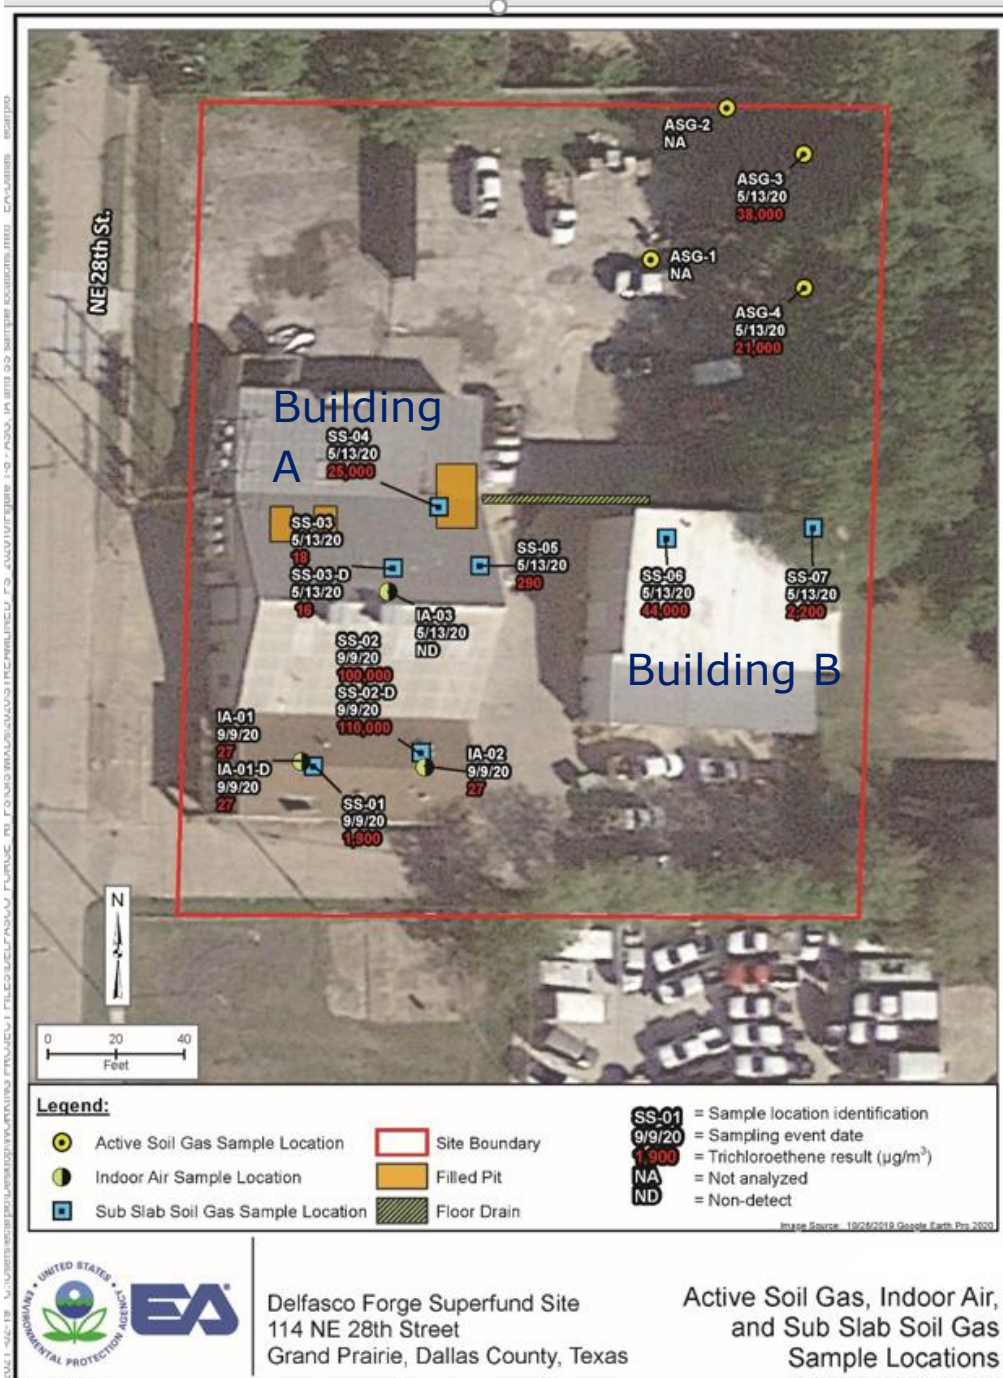 ASG-2
NA
ASG-3
5/13/20
38,000
NE 28th St.
ASG-1
NA
ASG-4
5/13/20
21,000
Building
A
SS-04
5/13/20
25,000
SS-03
5/13/20
18
SS-03-D
5/13/20
16
SS-05
5/13/20
290
SS-06
5/13/20
44,000
SS-07
5/13/20
2,200
IA-03
5/13/20
ND
Building B
SS-02
9/9/20
100,000
SS-02-D
9/9/20
110,000
IA-01
9/9/20
27
IA-01-D
9/9/20
27
IA-02
9/9/20
27
SS-01
9/9/20
1,900
N
0 20 40
Feet
Legend:
Active Soil Gas Sample Location
Indoor Air Sample Location
Sub Slab Soil Gas Sample Location
Site Boundary
Filled Pit
Floor Drain
SS-01 = Sample location identification
9/9/20 = Sampling event date
1,900 = Trichloroethene result (µg/m³)
NA = Not analyzed
ND = Non-detect
Image Source: 10/26/2019 Google Earth Pro 2020
UNITED STATES
ENVIRONMENTAL PROTECTION AGENCY
EA
Delfasco Forge Superfund Site
114 NE 28th Street
Grand Prairie, Dallas County, Texas
Active Soil Gas, Indoor Air,
and Sub Slab Soil Gas
Sample Locations